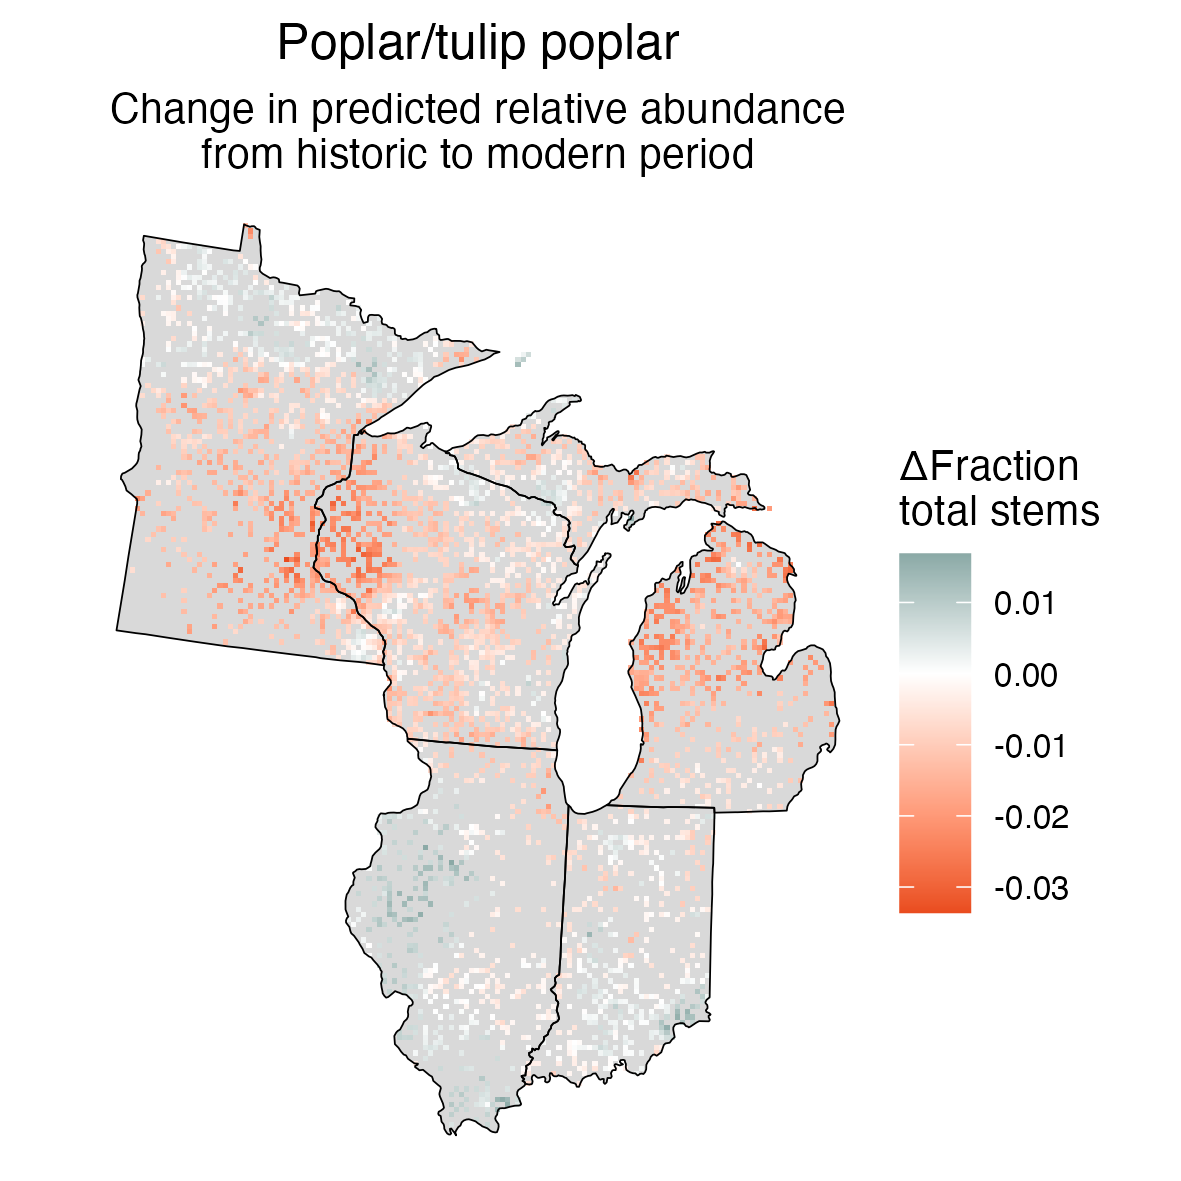 Poplar/tulip poplar
Change in predicted relative abundance
from historic to modern period
ΔFraction
total stems
0.01
0.00
-0.01
-0.02
-0.03